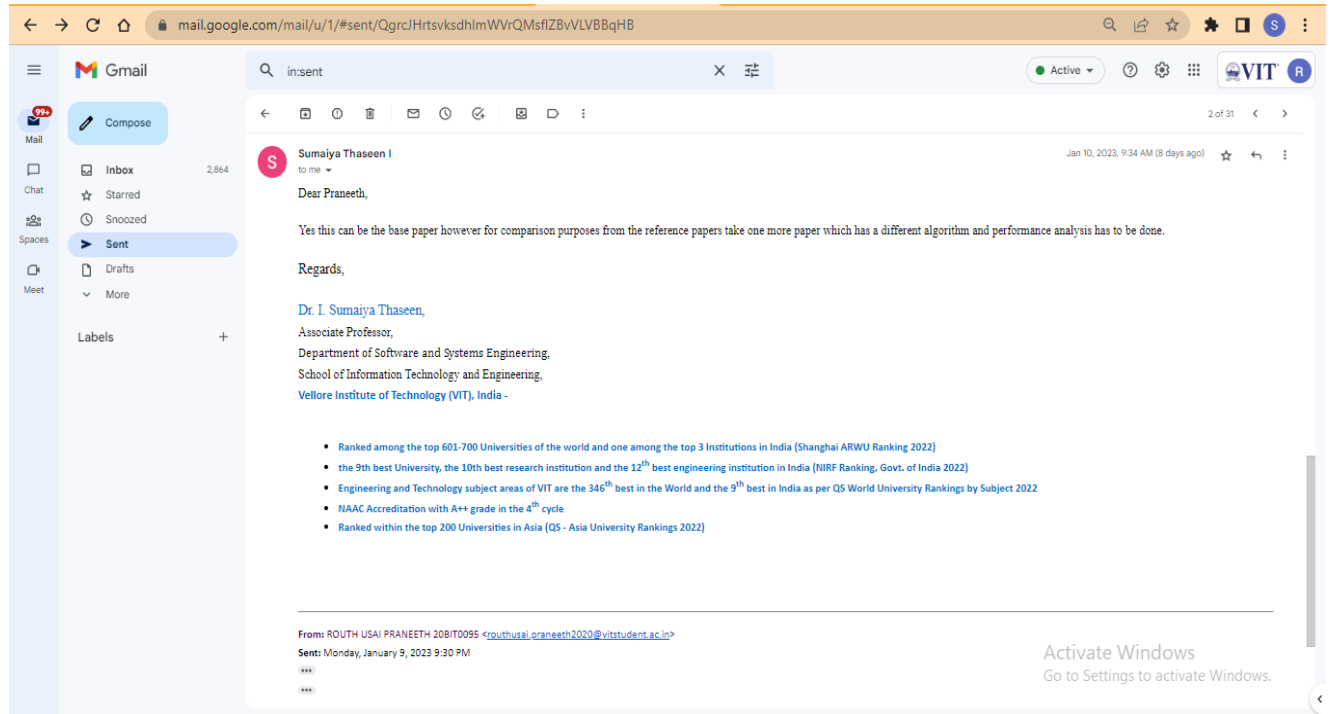 mail.google.com/mail/u/1/#sent/QgrcJHrtsvksdhlmWVrQMsflZBvVLVBBqHB
S
Gmail
in:sent
Active
VIT
R
99+
Mail
Chat
Spaces
Meet
Compose
Inbox 2,864
Starred
Snoozed
Sent
Drafts
More
Labels +
2 of 31
S
Sumaiya Thaseen I Jan 10, 2023, 9:34 AM (8 days ago)
to me
Dear Praneeth,
Yes this can be the base paper however for comparison purposes from the reference papers take one more paper which has a different algorithm and performance analysis has to be done.
Regards,
Dr. I. Sumaiya Thaseen,
Associate Professor,
Department of Software and Systems Engineering,
School of Information Technology and Engineering,
Vellore Institute of Technology (VIT), India -
• Ranked among the top 601-700 Universities of the world and one among the top 3 Institutions in India (Shanghai ARWU Ranking 2022)
• the 9th best University, the 10th best research institution and the 12th best engineering institution in India (NIRF Ranking, Govt. of India 2022)
• Engineering and Technology subject areas of VIT are the 346th best in the World and the 9th best in India as per QS World University Rankings by Subject 2022
• NAAC Accreditation with A++ grade in the 4th cycle
• Ranked within the top 200 Universities in Asia (QS - Asia University Rankings 2022)
From: ROUTH USAI PRANEETH 20BIT0095 <routhusai.praneeth2020@vitstudent.ac.in>
Sent: Monday, January 9, 2023 9:30 PM
Activate Windows
Go to Settings to activate Windows.